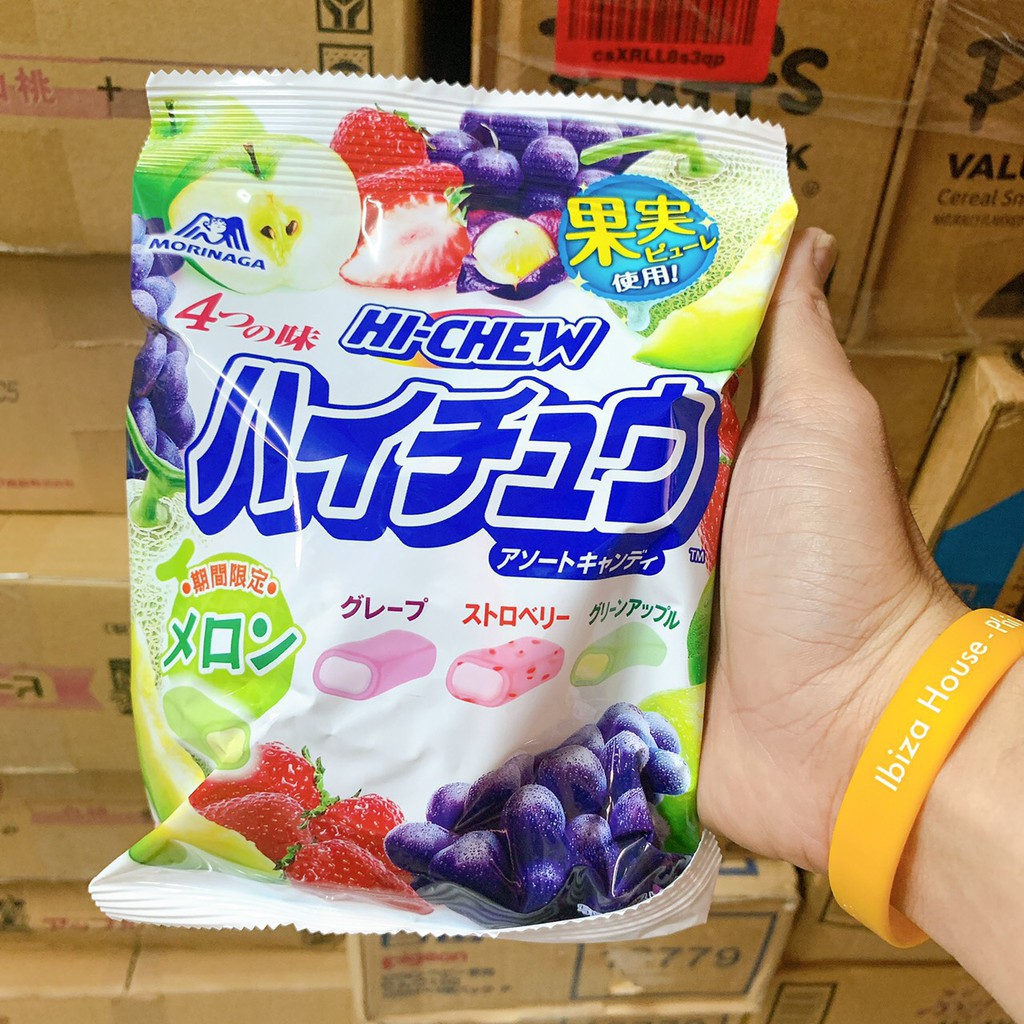 csXRLL8s3qp
MORINAGA
果実
ピューレ
使用!
4つの味
HI-CHEW
ハイチュウ
TM
アソートキャンディ
期間限定
メロン
グレープ
ストロベリー
グリーンアップル
Ibiza House - Ph
VALU
Cereal Sn
779